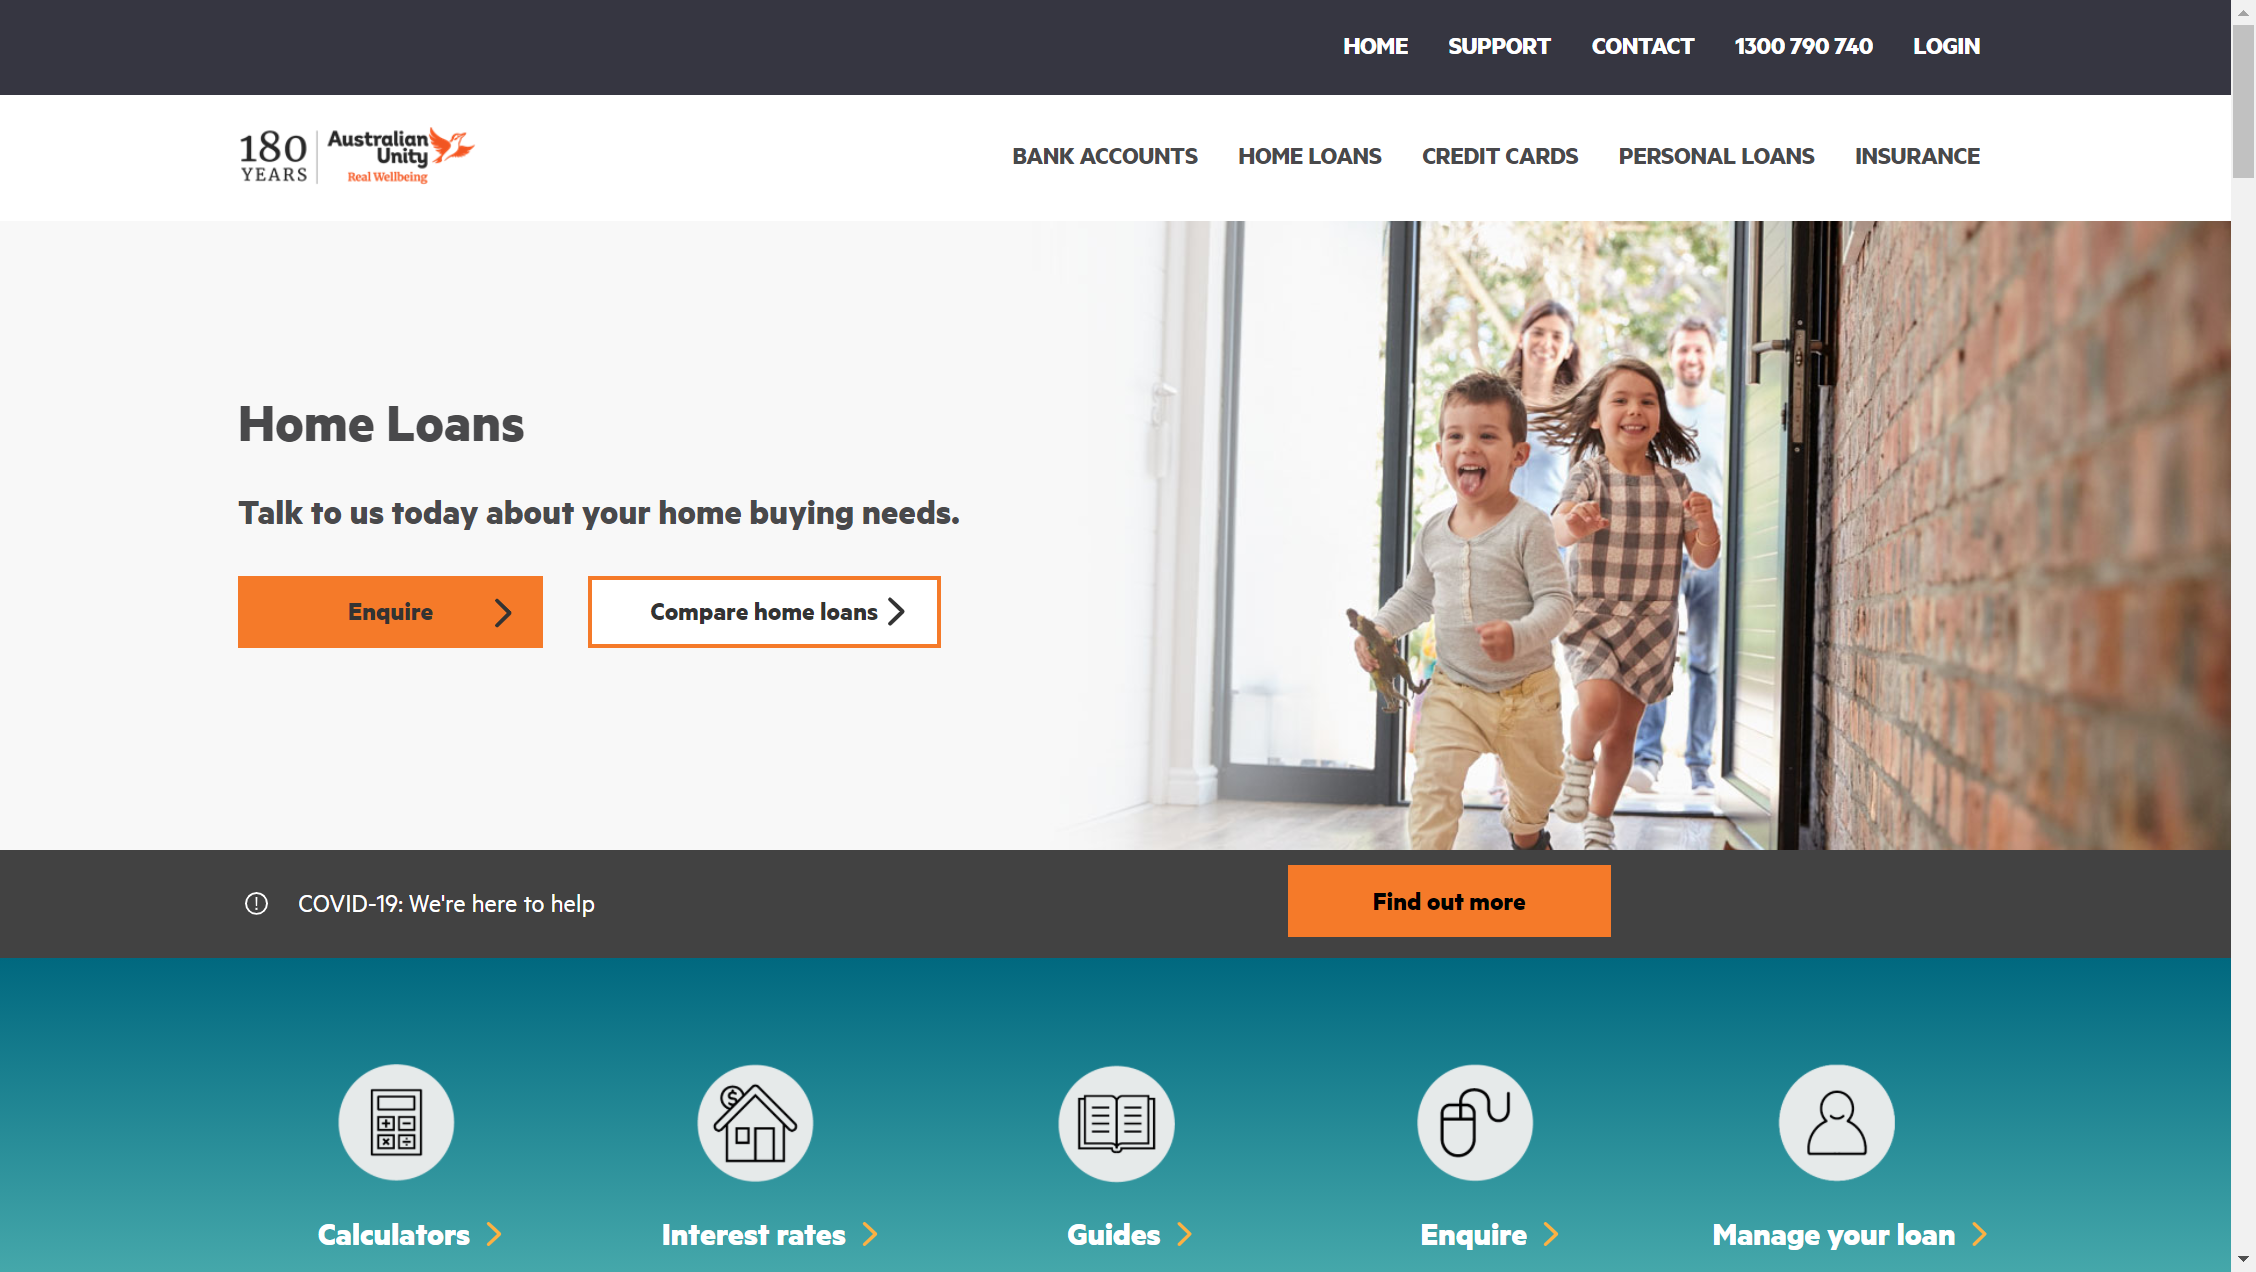 HOME SUPPORT CONTACT 1300 790 740 LOGIN
180 YEARS Australian Unity Real Wellbeing
BANK ACCOUNTS HOME LOANS CREDIT CARDS PERSONAL LOANS INSURANCE
Home Loans
Talk to us today about your home buying needs.
Enquire
Compare home loans
COVID-19: We're here to help
Find out more
Calculators
Interest rates
Guides
Enquire
Manage your loan